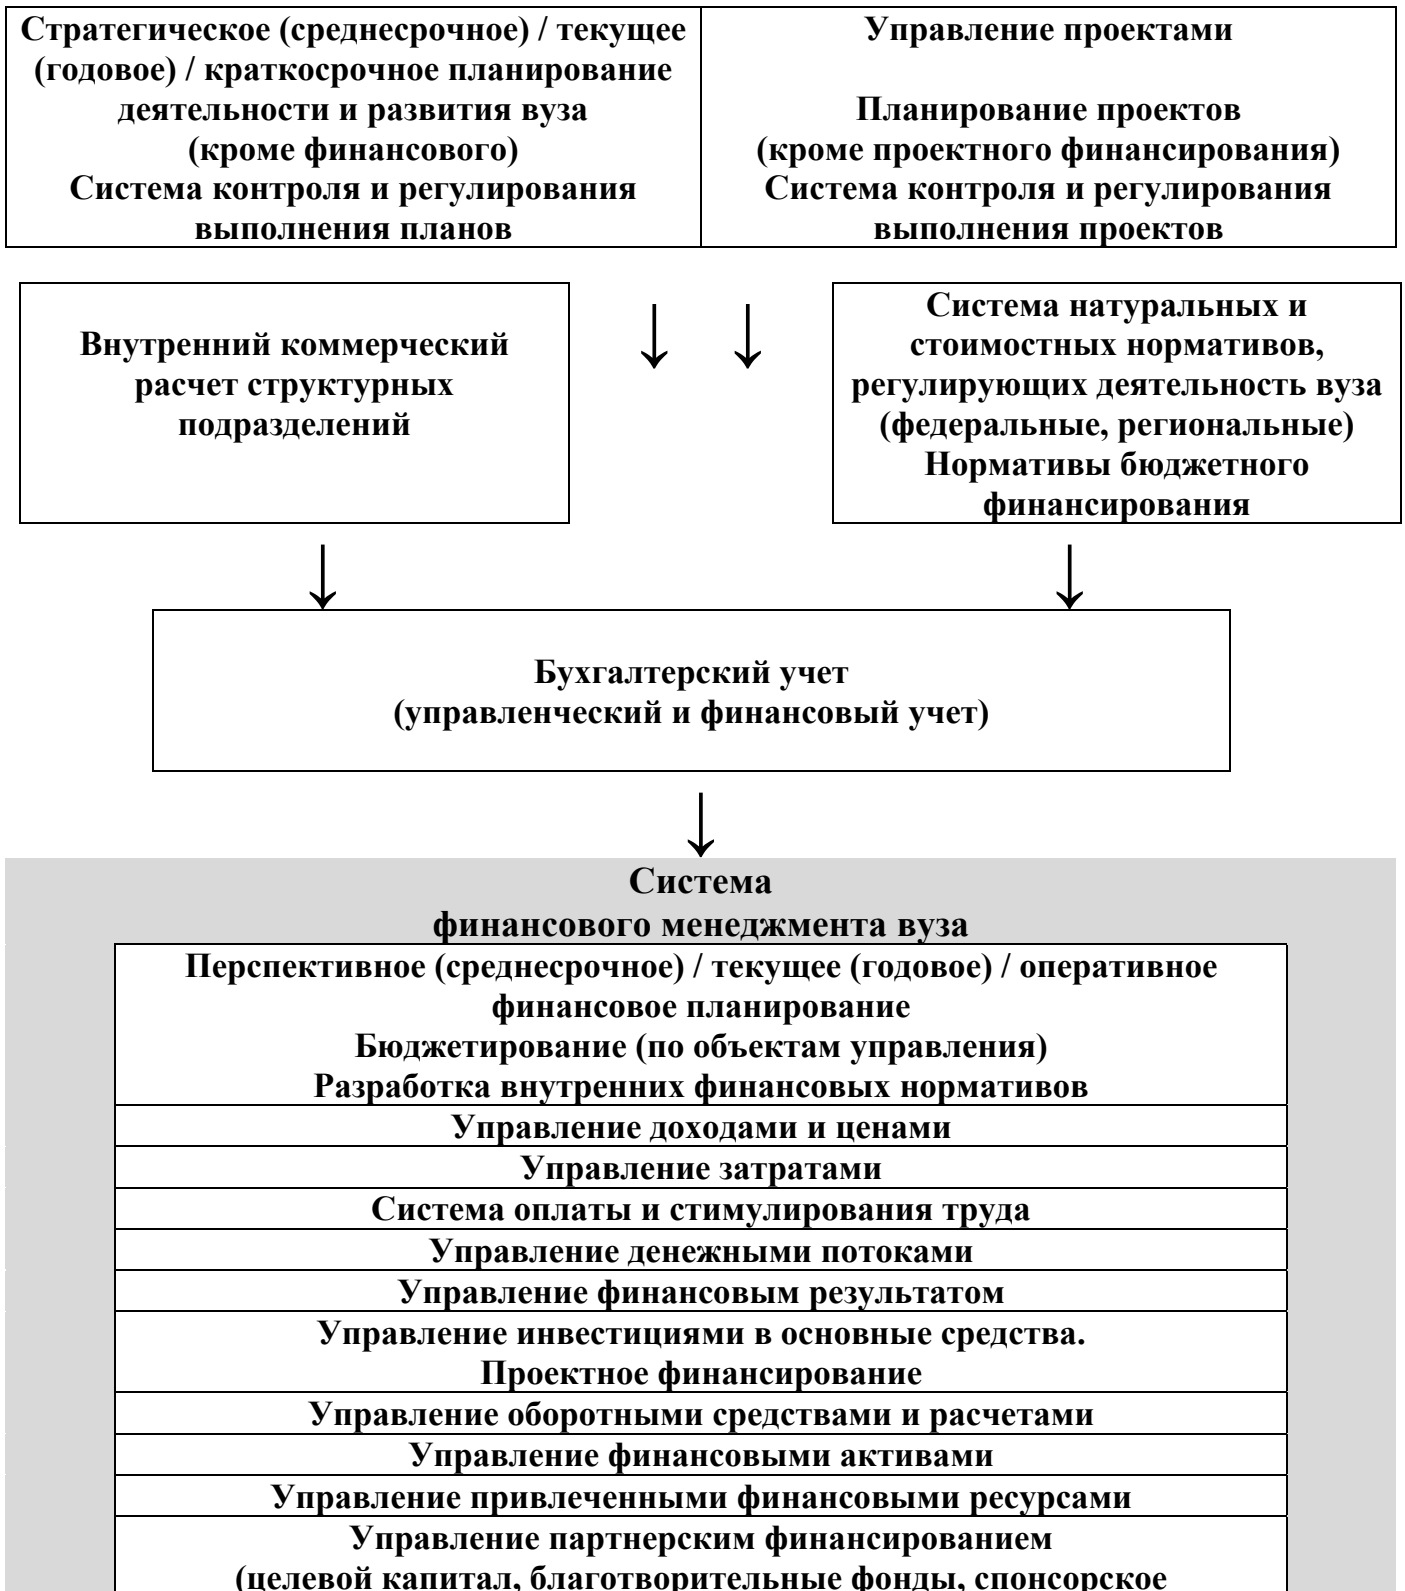 Стратегическое (среднесрочное) / текущее
(годовое) / краткосрочное планирование
деятельности и развития вуза
(кроме финансового)
Система контроля и регулирования
выполнения планов
Управление проектами
Планирование проектов
(кроме проектного финансирования)
Система контроля и регулирования
выполнения проектов
Внутренний коммерческий
расчет структурных
подразделений
Система натуральных и
стоимостных нормативов,
регулирующих деятельность вуза
(федеральные, региональные)
Нормативы бюджетного
финансирования
Бухгалтерский учет
(управленческий и финансовый учет)
Система
финансового менеджмента вуза
Перспективное (среднесрочное) / текущее (годовое) / оперативное
финансовое планирование
Бюджетирование (по объектам управления)
Разработка внутренних финансовых нормативов
Управление доходами и ценами
Управление затратами
Система оплаты и стимулирования труда
Управление денежными потоками
Управление финансовым результатом
Управление инвестициями в основные средства.
Проектное финансирование
Управление оборотными средствами и расчетами
Управление финансовыми активами
Управление привлеченными финансовыми ресурсами
Управление партнерским финансированием
(целевой капитал, благотворительные фонды, спонсорское